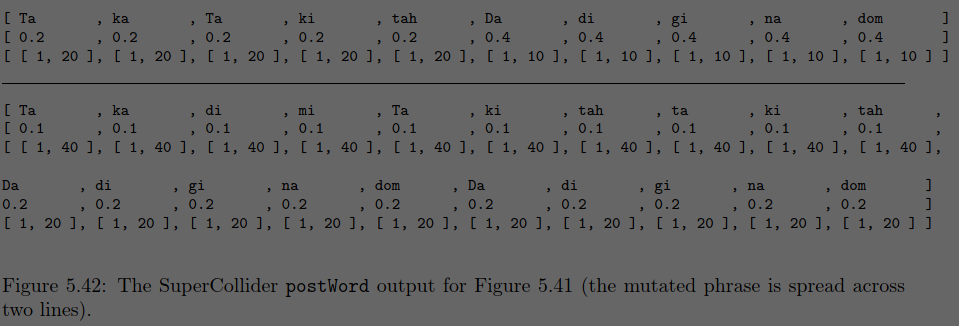 [ Ta , ka , Ta , ki , tah , Da , di , gi , na , dom ]
[ 0.2 , 0.2 , 0.2 , 0.2 , 0.2 , 0.4 , 0.4 , 0.4 , 0.4 , 0.4 ]
[ [ 1, 20 ], [ 1, 20 ], [ 1, 20 ], [ 1, 20 ], [ 1, 20 ], [ 1, 10 ], [ 1, 10 ], [ 1, 10 ], [ 1, 10 ], [ 1, 10 ] ]
[ Ta , ka , di , mi , Ta , ki , tah , ta , ki , tah ,
[ 0.1 , 0.1 , 0.1 , 0.1 , 0.1 , 0.1 , 0.1 , 0.1 , 0.1 , 0.1 ,
[ [ 1, 40 ], [ 1, 40 ], [ 1, 40 ], [ 1, 40 ], [ 1, 40 ], [ 1, 40 ], [ 1, 40 ], [ 1, 40 ], [ 1, 40 ], [ 1, 40 ],
Da , di , gi , na , dom , Da , di , gi , na , dom ]
0.2 , 0.2 , 0.2 , 0.2 , 0.2 , 0.2 , 0.2 , 0.2 , 0.2 , 0.2 ]
[ 1, 20 ], [ 1, 20 ], [ 1, 20 ], [ 1, 20 ], [ 1, 20 ], [ 1, 20 ], [ 1, 20 ], [ 1, 20 ], [ 1, 20 ], [ 1, 20 ] ]
Figure 5.42: The SuperCollider postWord output for Figure 5.41 (the mutated phrase is spread across
two lines).